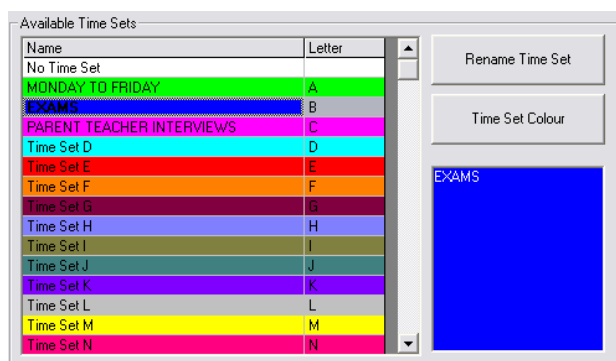 Available Time Sets
Name Letter
No Time Set
MONDAY TO FRIDAY A
EXAMS B
PARENT TEACHER INTERVIEWS C
Time Set D D
Time Set E E
Time Set F F
Time Set G G
Time Set H H
Time Set I I
Time Set J J
Time Set K K
Time Set L L
Time Set M M
Time Set N N
Rename Time Set
Time Set Colour
EXAMS